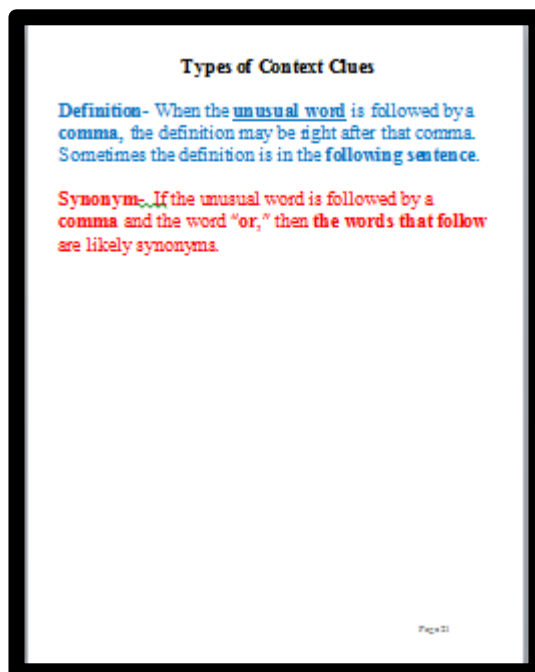 Types of Context Clues
Definition- When the unusual word is followed by a
comma, the definition may be right after that comma.
Sometimes the definition is in the following sentence.
Synonym- If the unusual word is followed by a
comma and the word "or," then the words that follow
are likely synonyms.
Page 21